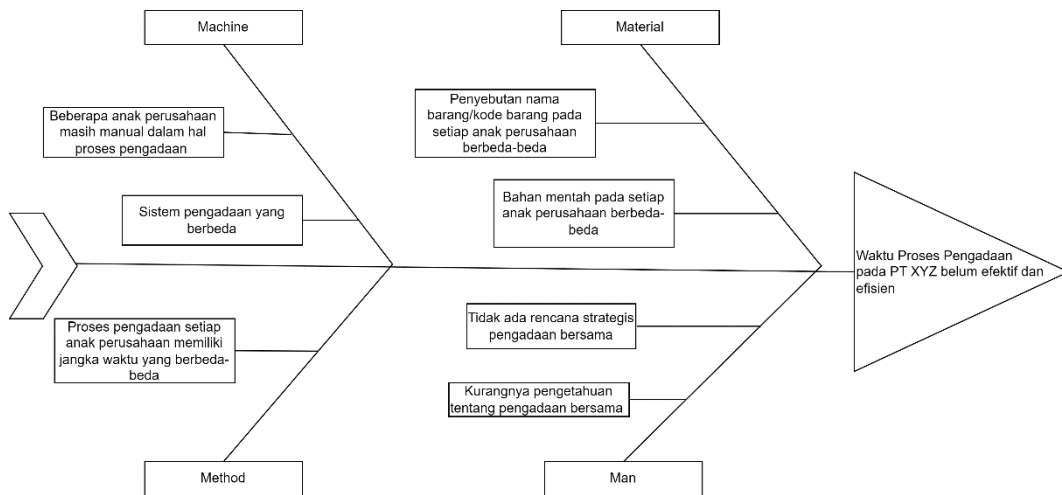 Machine
Material
Beberapa anak perusahaan
masih manual dalam hal
proses pengadaan
Penyebutan nama
barang/kode barang pada
setiap anak perusahaan
berbeda-beda
Sistem pengadaan yang
berbeda
Bahan mentah pada setiap
anak perusahaan berbeda-
beda
Waktu Proses Pengadaan
pada PT XYZ belum efektif dan
efisien
Proses pengadaan setiap
anak perusahaan memiliki
jangka waktu yang berbeda-
beda
Tidak ada rencana strategis
pengadaan bersama
Kurangnya pengetahuan
tentang pengadaan bersama
Method
Man